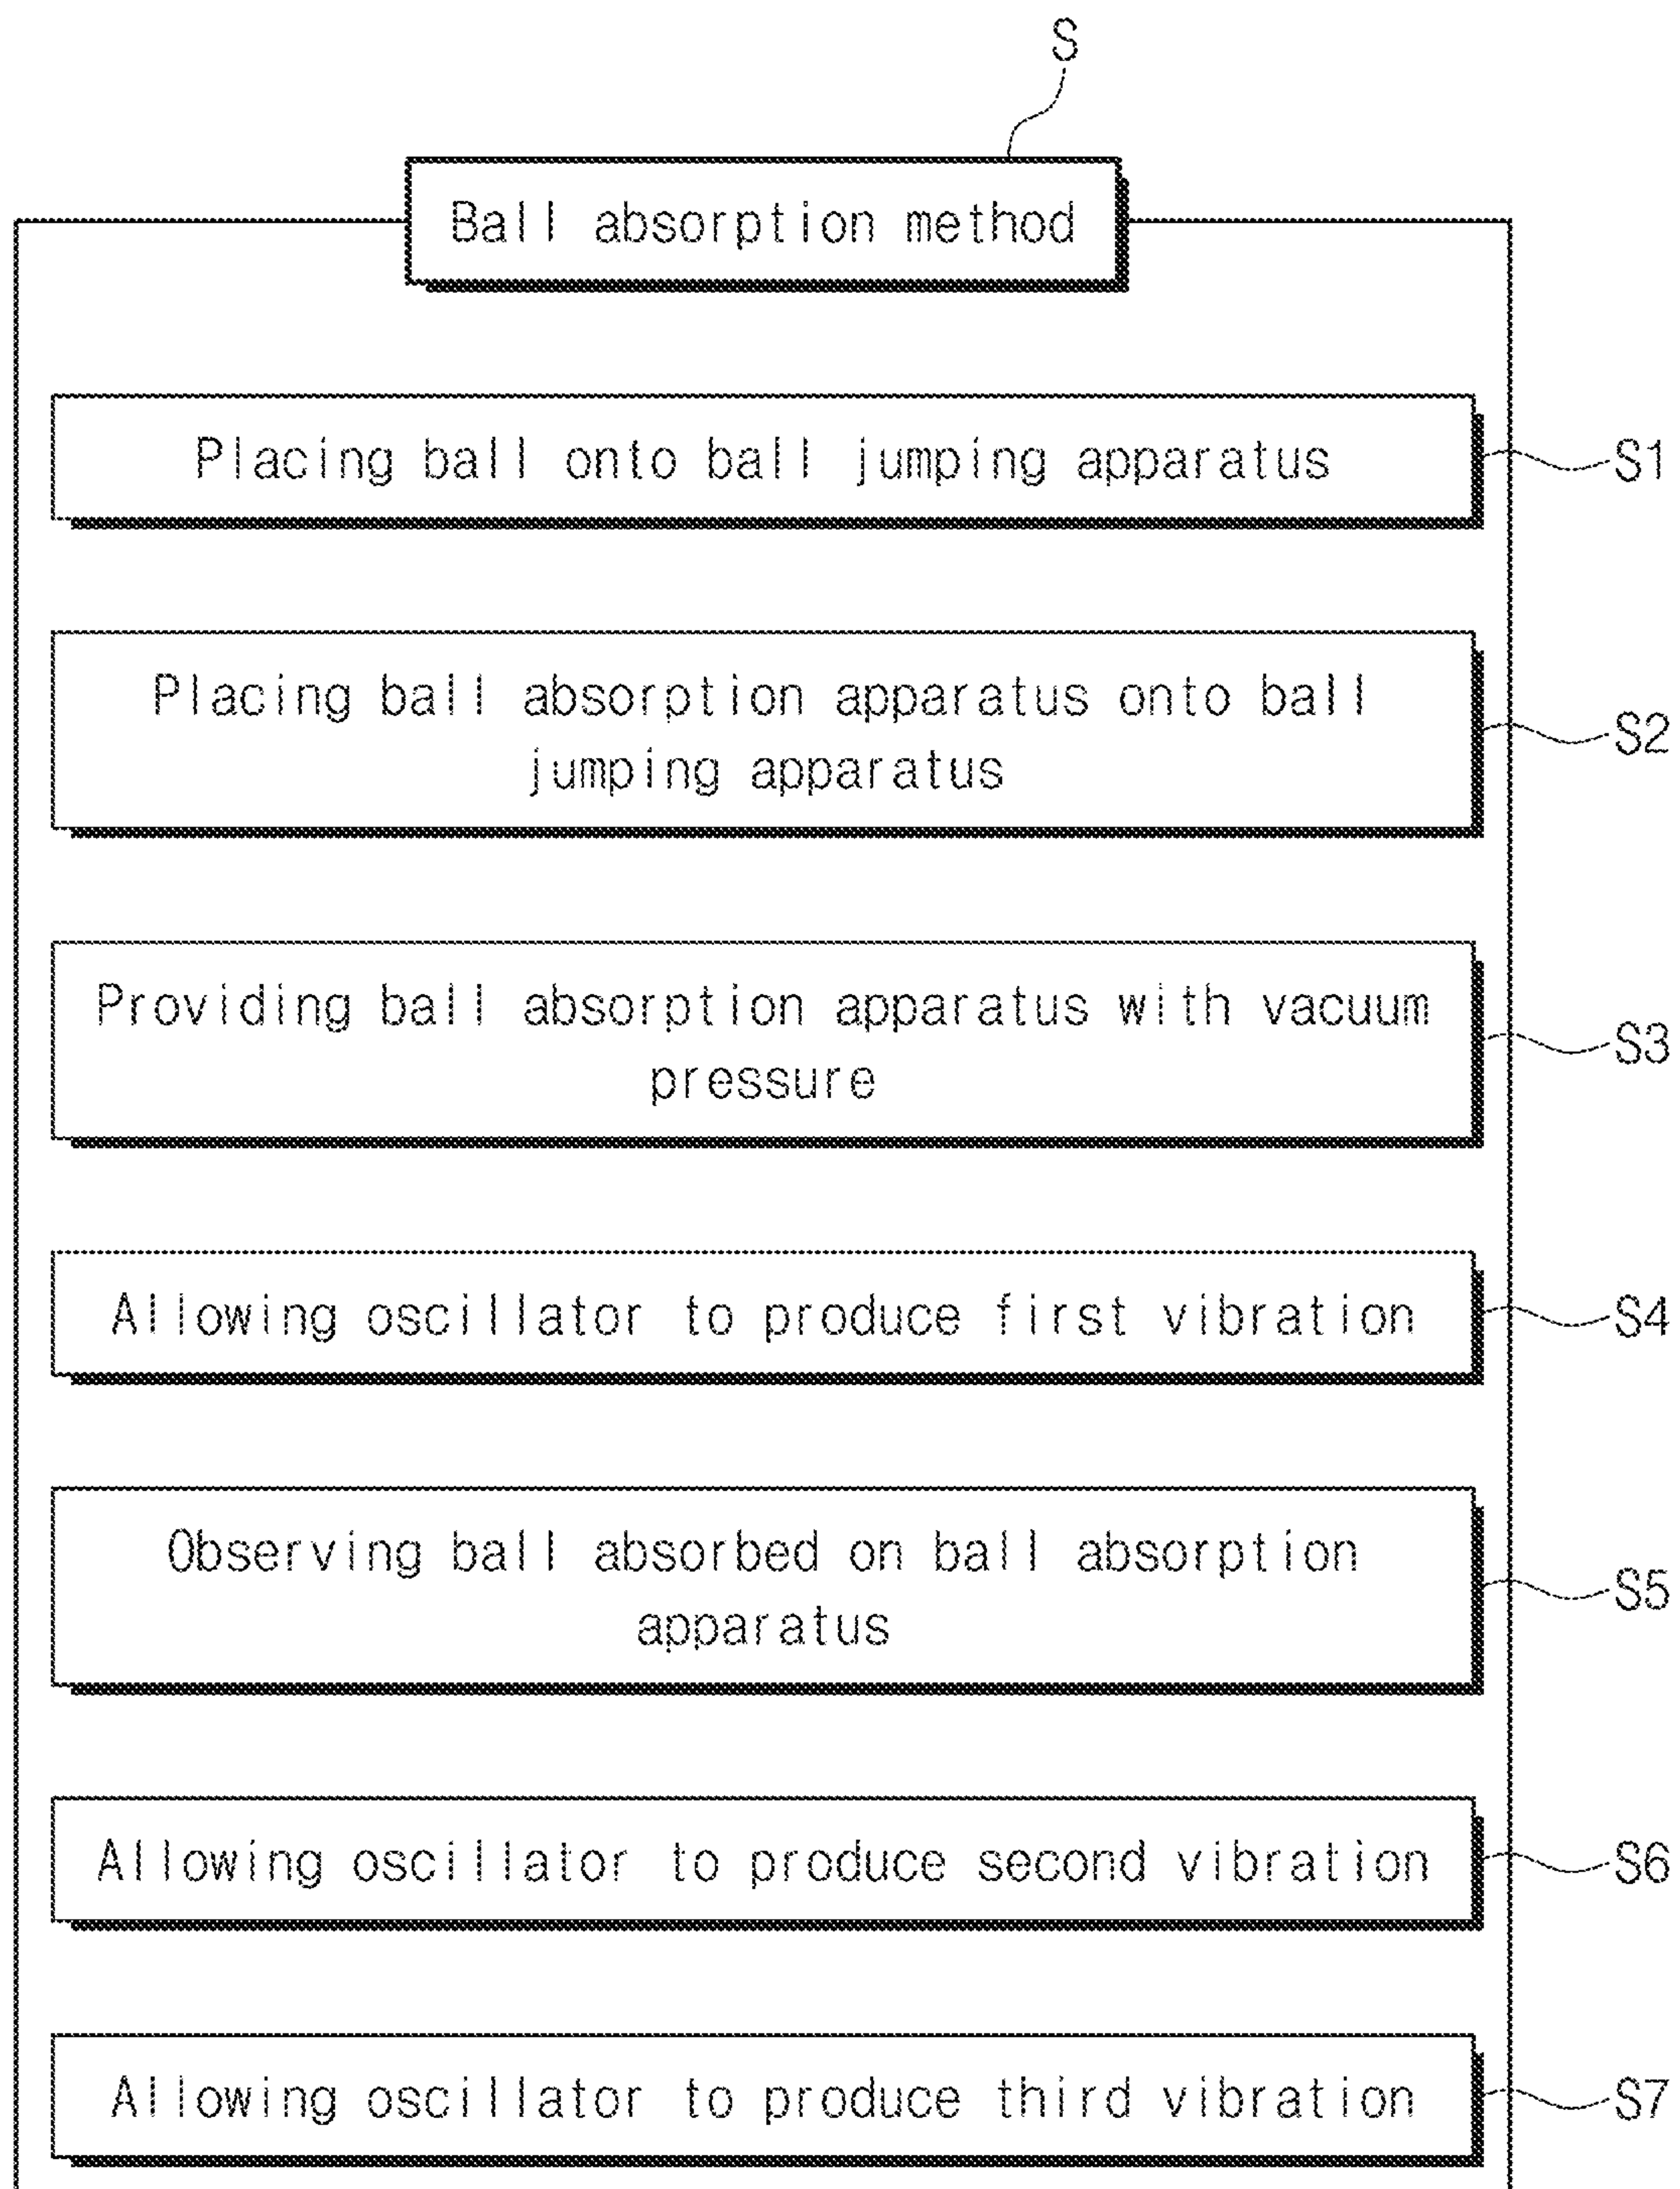 S
Ball absorption method
Placing ball onto ball jumping apparatus
S1
Placing ball absorption apparatus onto ball
jumping apparatus
S2
Providing ball absorption apparatus with vacuum
pressure
S3
Allowing oscillator to produce first vibration
S4
Observing ball absorbed on ball absorption
apparatus
S5
Allowing oscillator to produce second vibration
S6
Allowing oscillator to produce third vibration
S7